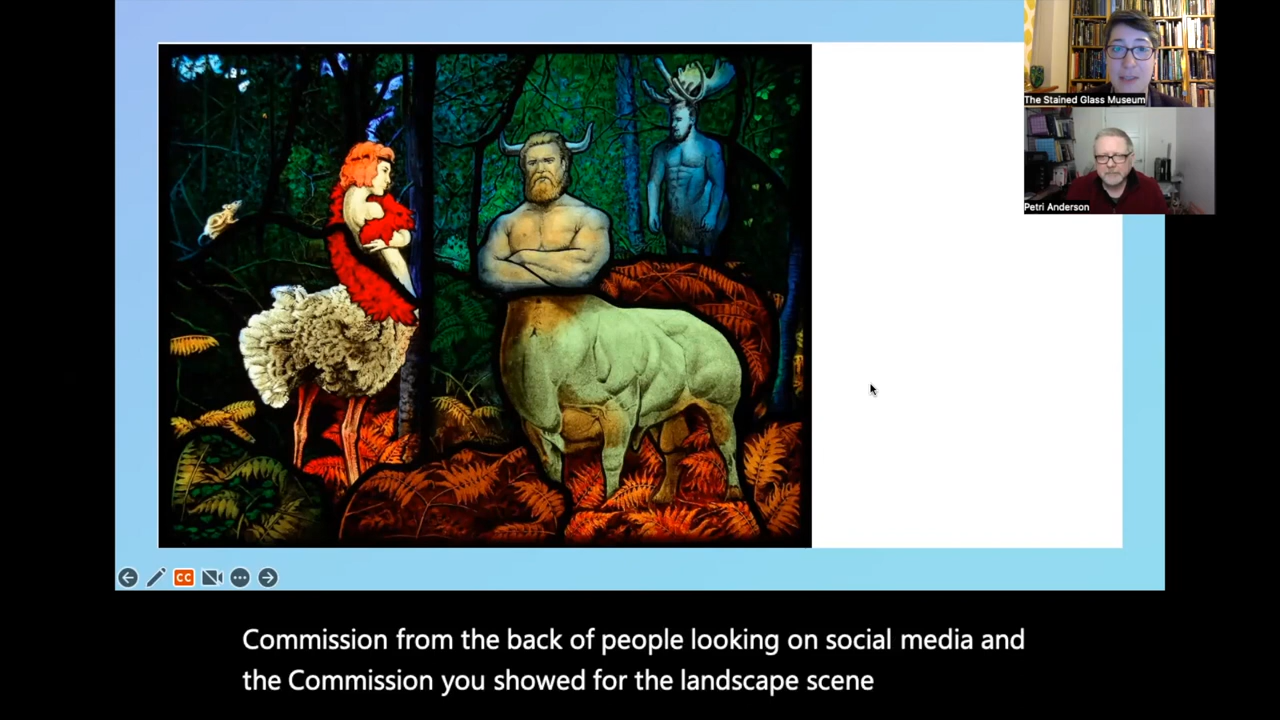 The Stained Glass Museum
Petri Anderson
CC
Commission from the back of people looking on social media and
the Commission you showed for the landscape scene